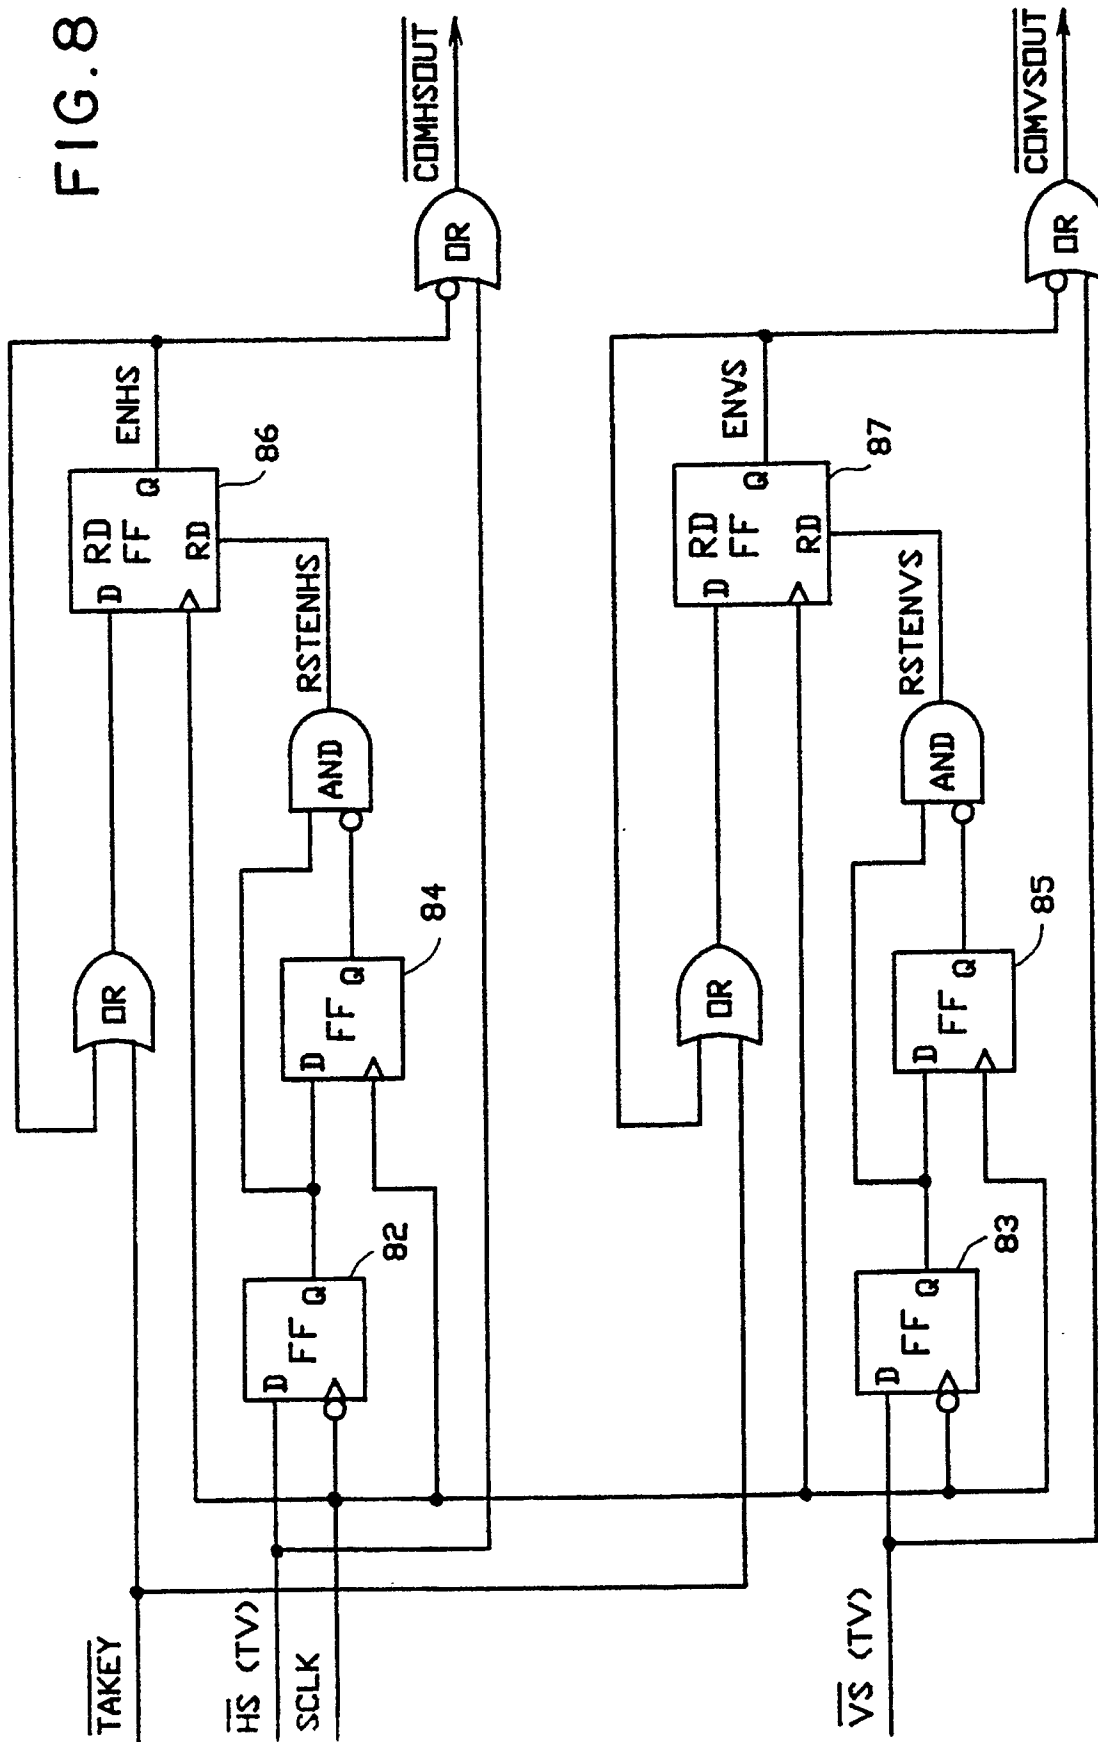 FIG.8
TAKEY
HS (TV)
SCLK
VS (TV)
OR
D
RD
FF
Q
RD
86
ENHS
OR
COMHSOUT
D
FF
Q
82
D
FF
Q
84
AND
RSTENHS
OR
D
RD
FF
Q
RD
87
ENVS
OR
COMVSOUT
D
FF
Q
83
D
FF
Q
85
AND
RSTENVS